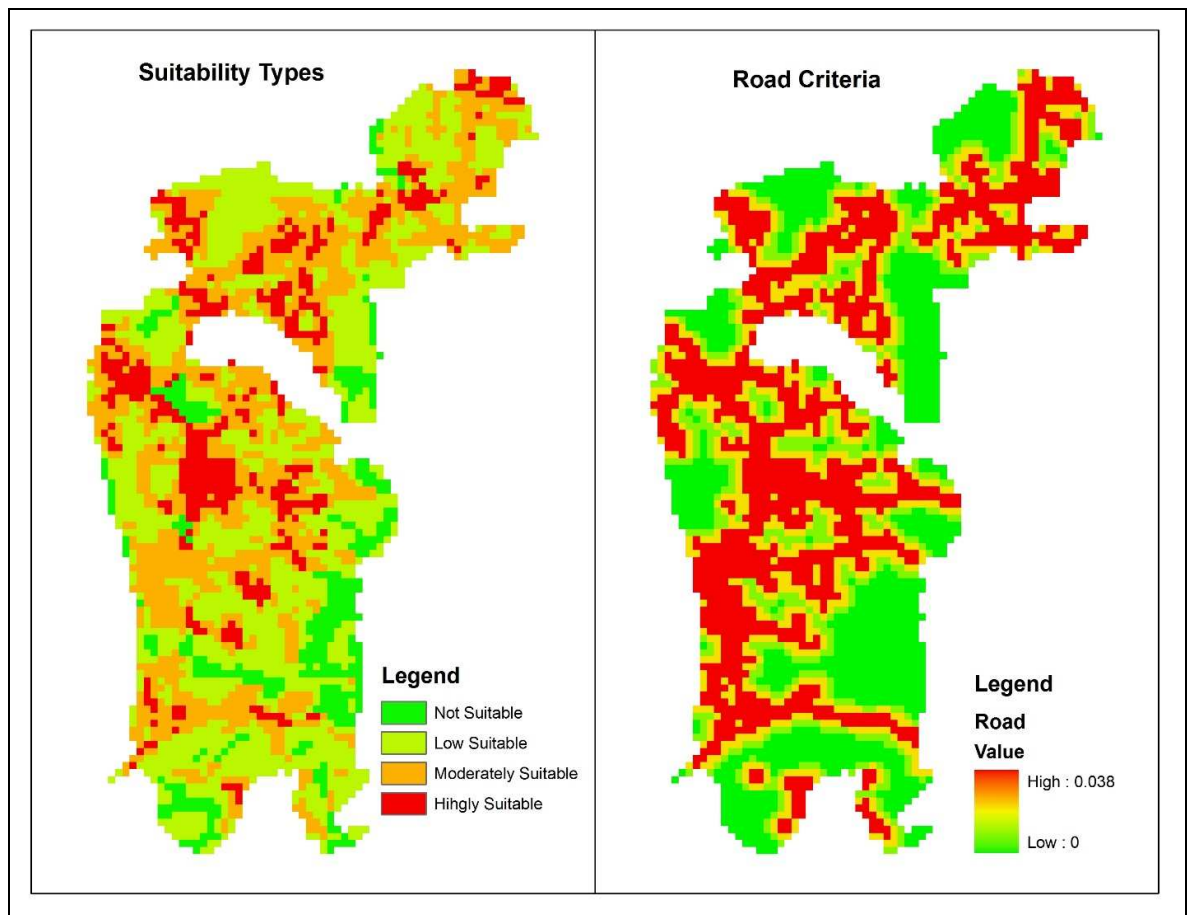 Suitability Types
Legend
Not Suitable
Low Suitable
Moderately Suitable
Hihgly Suitable
Road Criteria
Legend
Road
Value
High : 0.038
Low : 0